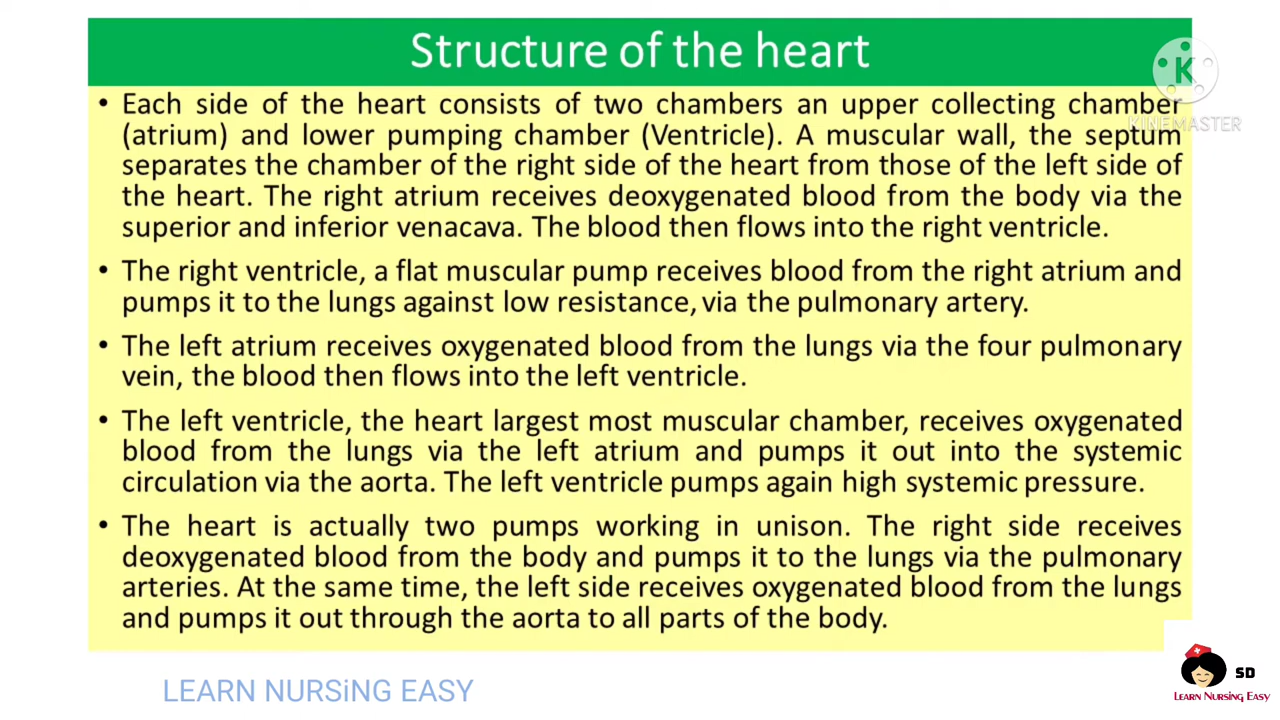 Structure of the heart
K
KINEMASTER
• Each side of the heart consists of two chambers an upper collecting chamber
(atrium) and lower pumping chamber (Ventricle). A muscular wall, the septum
separates the chamber of the right side of the heart from those of the left side of
the heart. The right atrium receives deoxygenated blood from the body via the
superior and inferior venacava. The blood then flows into the right ventricle.
• The right ventricle, a flat muscular pump receives blood from the right atrium and
pumps it to the lungs against low resistance, via the pulmonary artery.
• The left atrium receives oxygenated blood from the lungs via the four pulmonary
vein, the blood then flows into the left ventricle.
• The left ventricle, the heart largest most muscular chamber, receives oxygenated
blood from the lungs via the left atrium and pumps it out into the systemic
circulation via the aorta. The left ventricle pumps again high systemic pressure.
• The heart is actually two pumps working in unison. The right side receives
deoxygenated blood from the body and pumps it to the lungs via the pulmonary
arteries. At the same time, the left side receives oxygenated blood from the lungs
and pumps it out through the aorta to all parts of the body.
LEARN NURSiNG EASY
SD
Learn Nursing Easy